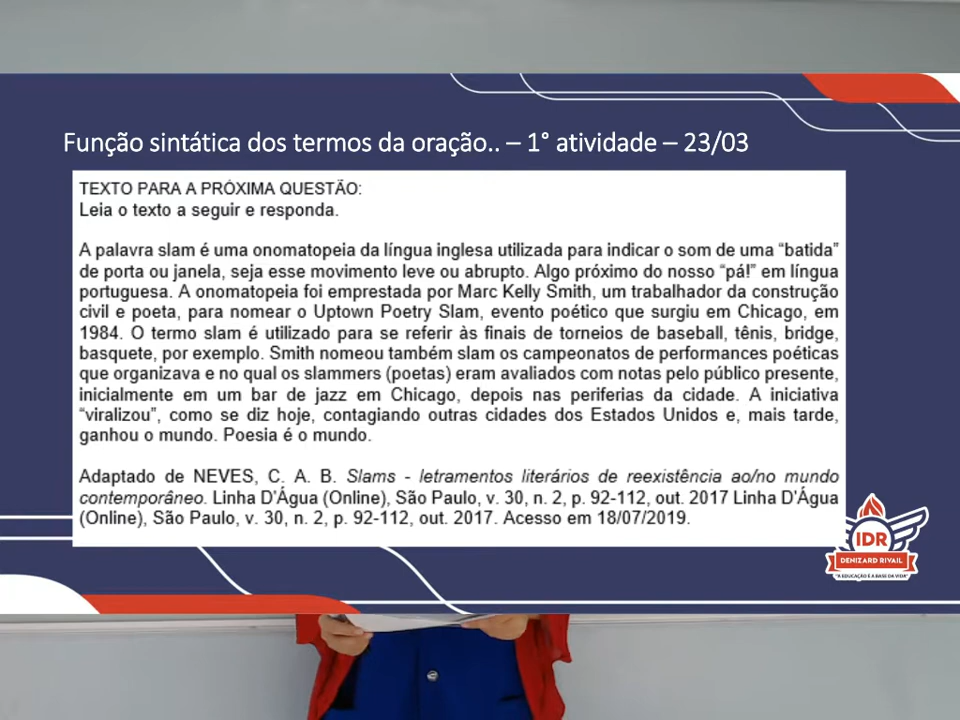 Função sintática dos termos da oração.. – 1° atividade – 23/03
TEXTO PARA A PRÓXIMA QUESTÃO:
Leia o texto a seguir e responda.
A palavra slam é uma onomatopeia da língua inglesa utilizada para indicar o som de uma “batida”
de porta ou janela, seja esse movimento leve ou abrupto. Algo próximo do nosso “pá!” em língua
portuguesa. A onomatopeia foi emprestada por Marc Kelly Smith, um trabalhador da construção
civil e poeta, para nomear o Uptown Poetry Slam, evento poético que surgiu em Chicago, em
1984. O termo slam é utilizado para se referir às finais de torneios de baseball, tênis, bridge,
basquete, por exemplo. Smith nomeou também slam os campeonatos de performances poéticas
que organizava e no qual os slammers (poetas) eram avaliados com notas pelo público presente,
inicialmente em um bar de jazz em Chicago, depois nas periferias da cidade. A iniciativa
“viralizou”, como se diz hoje, contagiando outras cidades dos Estados Unidos e, mais tarde,
ganhou o mundo. Poesia é o mundo.
Adaptado de NEVES, C. A. B. Slams - letramentos literários de reexistência ao/no mundo
contemporâneo. Linha D'Água (Online), São Paulo, v. 30, n. 2, p. 92-112, out. 2017 Linha D'Água
(Online), São Paulo, v. 30, n. 2, p. 92-112, out. 2017. Acesso em 18/07/2019.
IDR
DENIZARD RIVAIL
"A EDUCAÇÃO É A BASE DA VIDA"